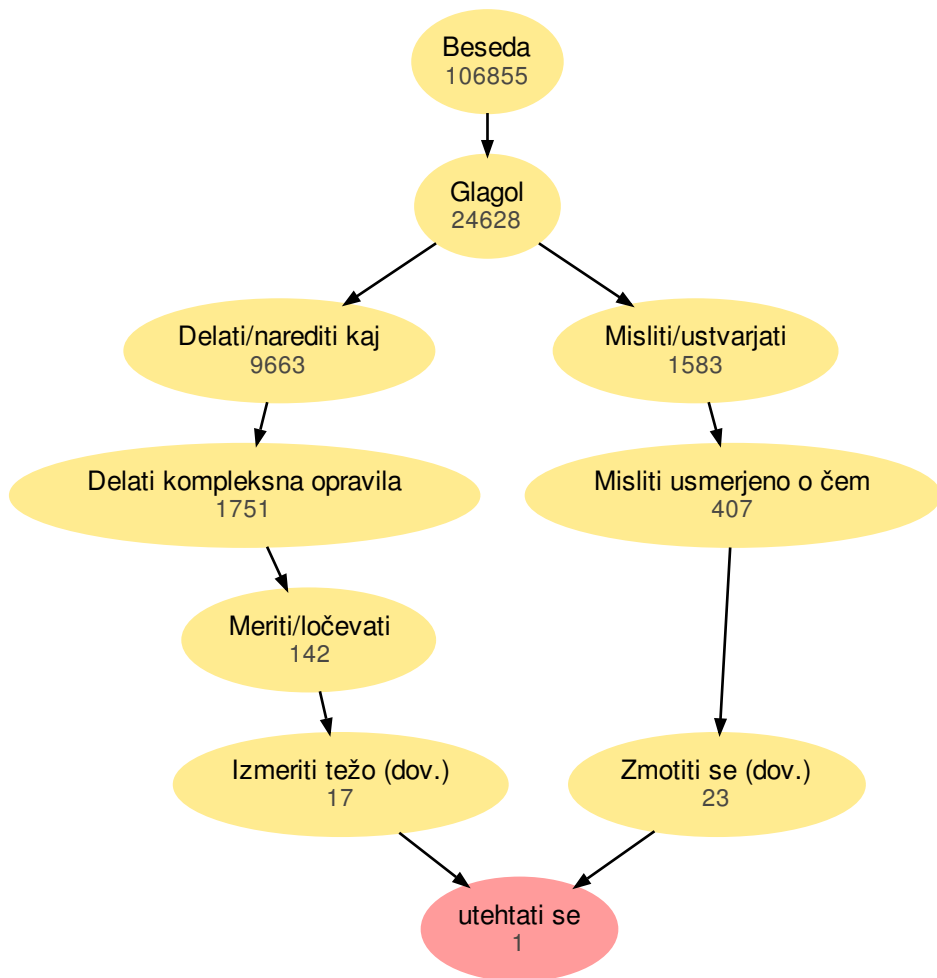 Beseda
106855
Glagol
24628
Delati/narediti kaj
9663
Misliti/ustvarjati
1583
Delati kompleksna opravila
1751
Misliti usmerjeno o čem
407
Meriti/ločevati
142
Izmeriti težo (dov.)
17
Zmotiti se (dov.)
23
utehtati se
1